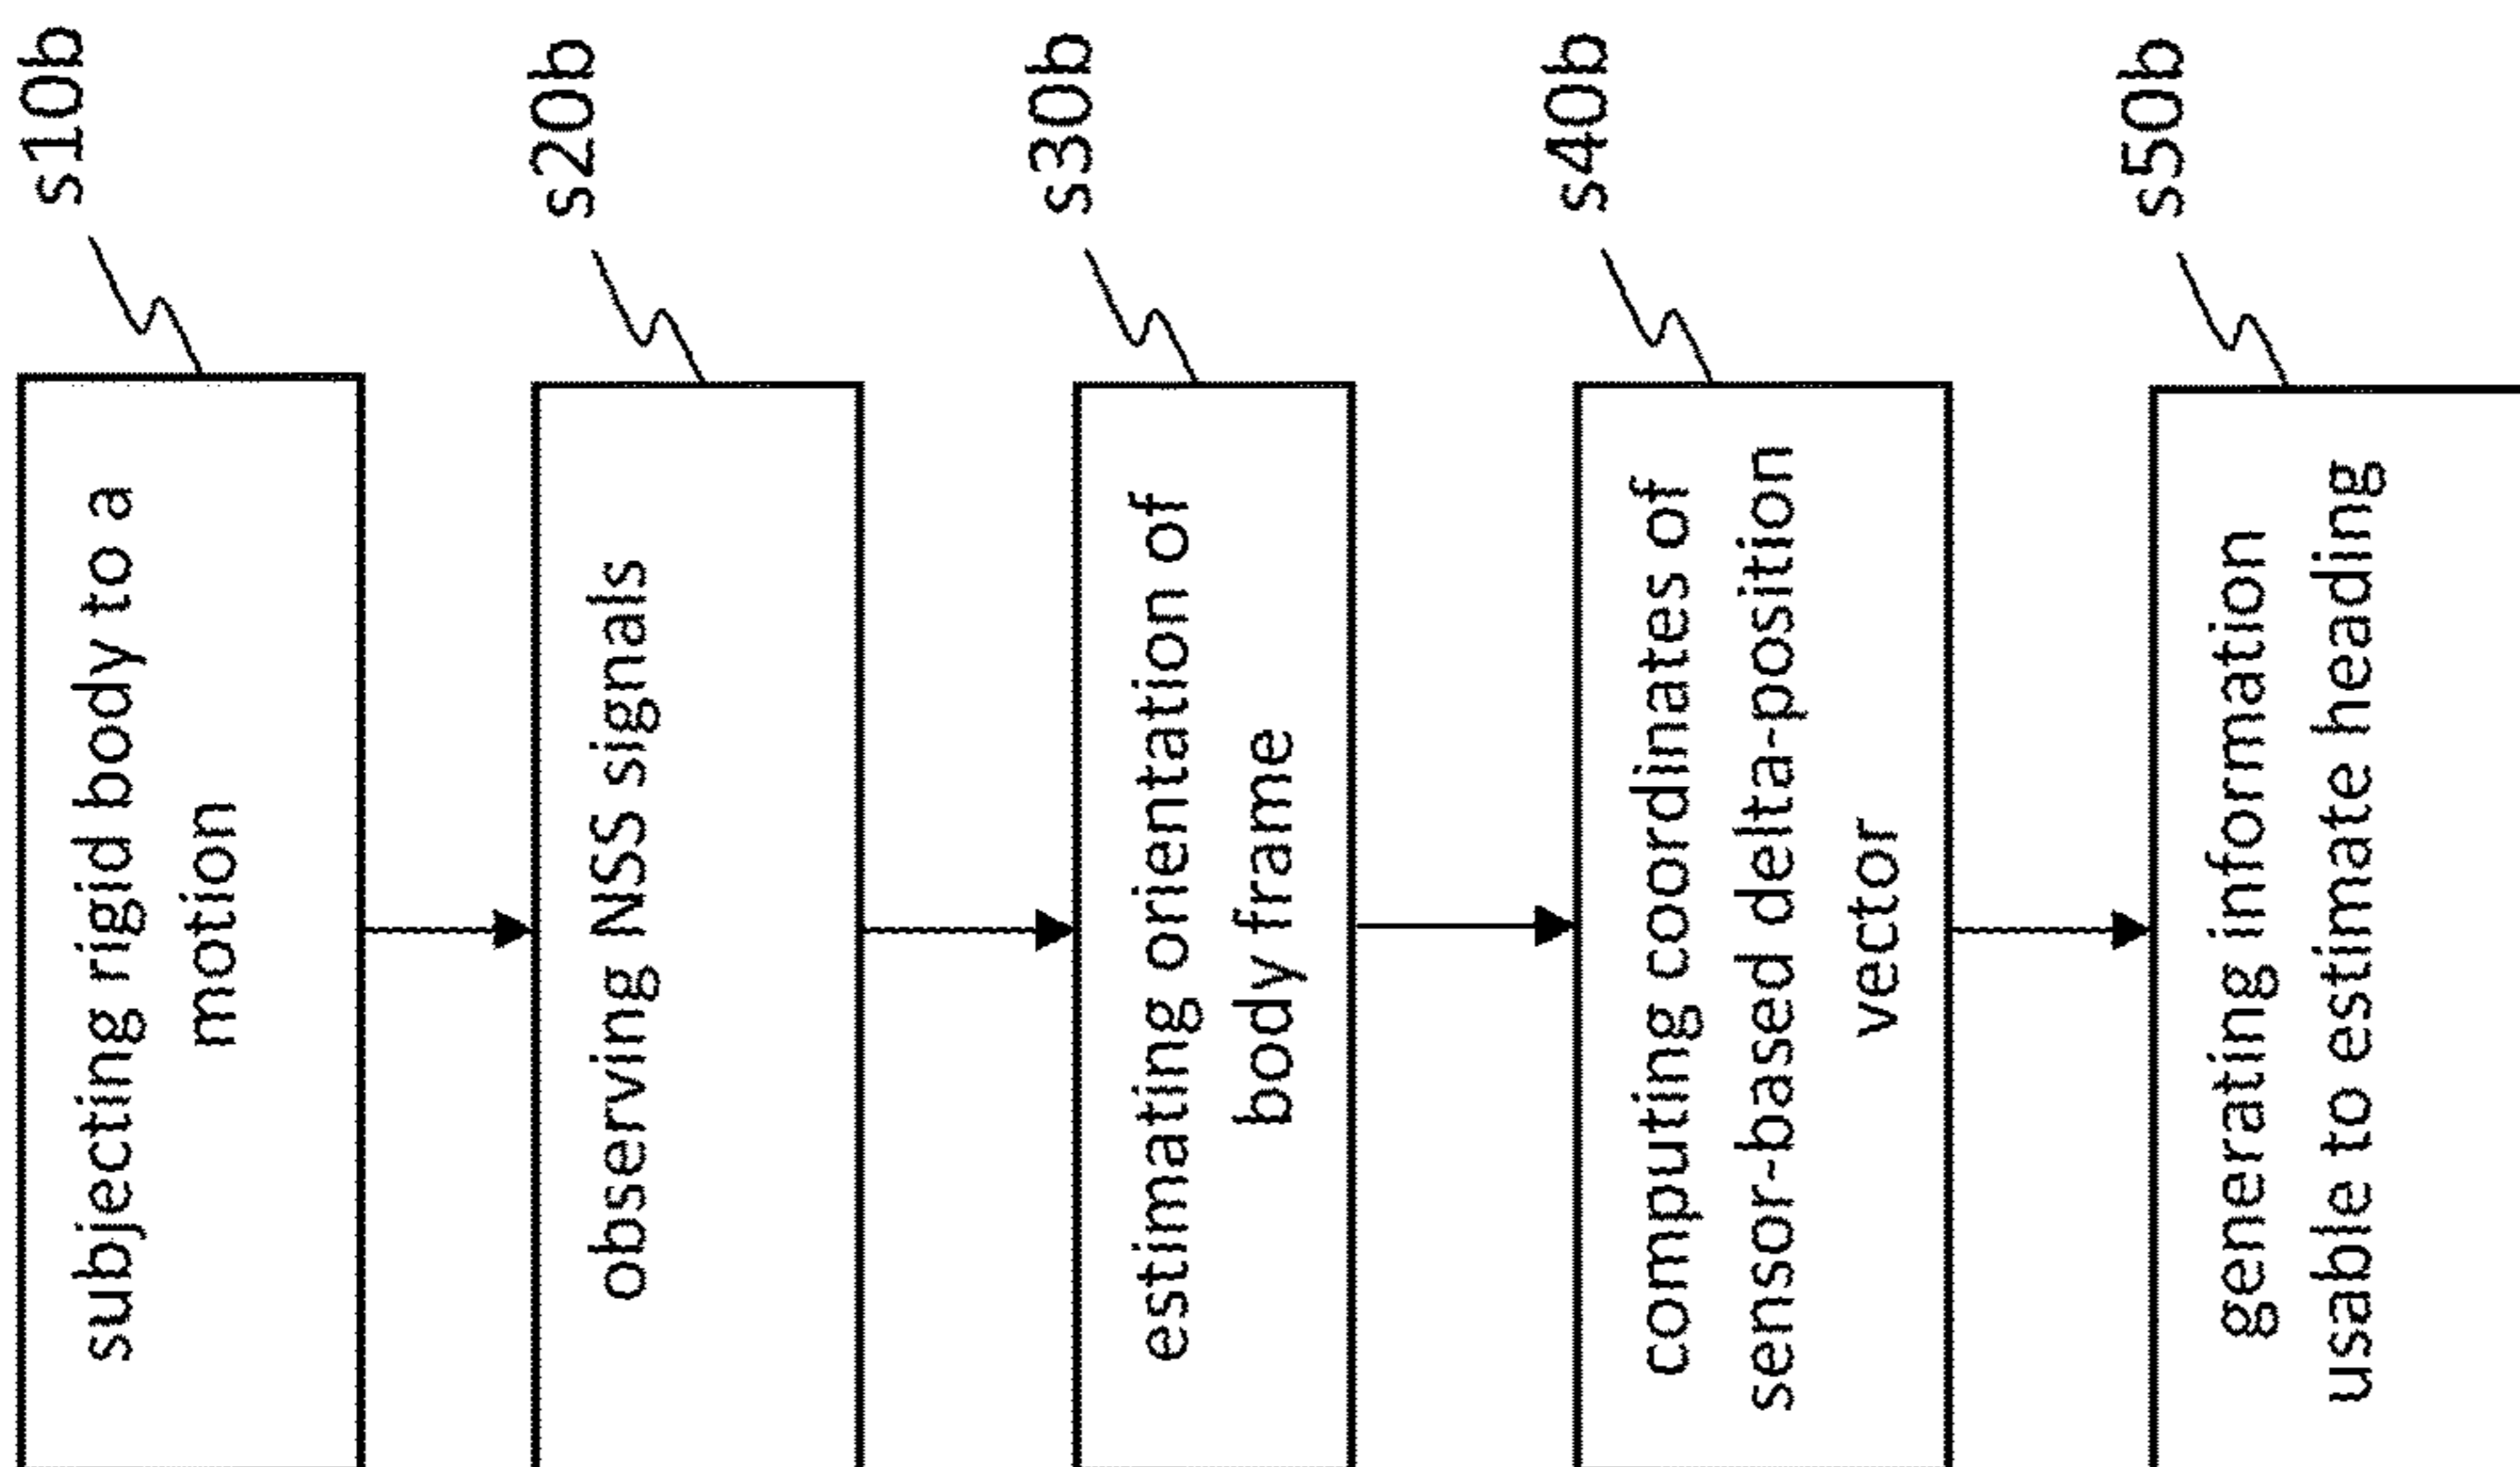 s10b
subjecting rigid body to a
motion
s20b
observing NSS signals
s30b
estimating orientation of
body frame
s40b
computing coordinates of
sensor-based delta-position
vector
s50b
generating information
usable to estimate heading